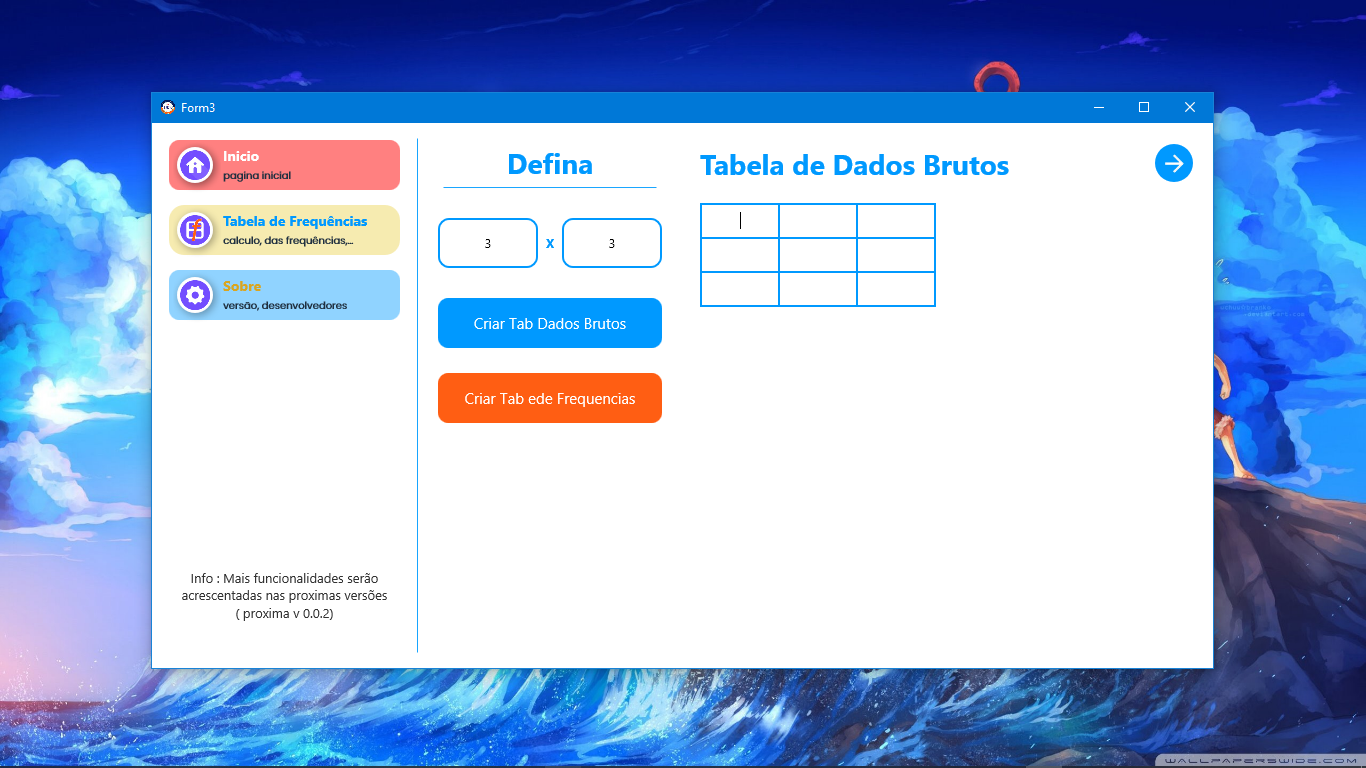 Form3
Inicio
pagina inicial
Tabela de Frequências
calculo, das frequências,...
Sobre
versão, desenvolvedores
Info : Mais funcionalidades serão
acrescentadas nas proximas versões
( proxima v 0.0.2)
Defina
3 x 3
Criar Tab Dados Brutos
Criar Tab ede Frequencias
Tabela de Dados Brutos
WALLPAPERSWIDE.COM